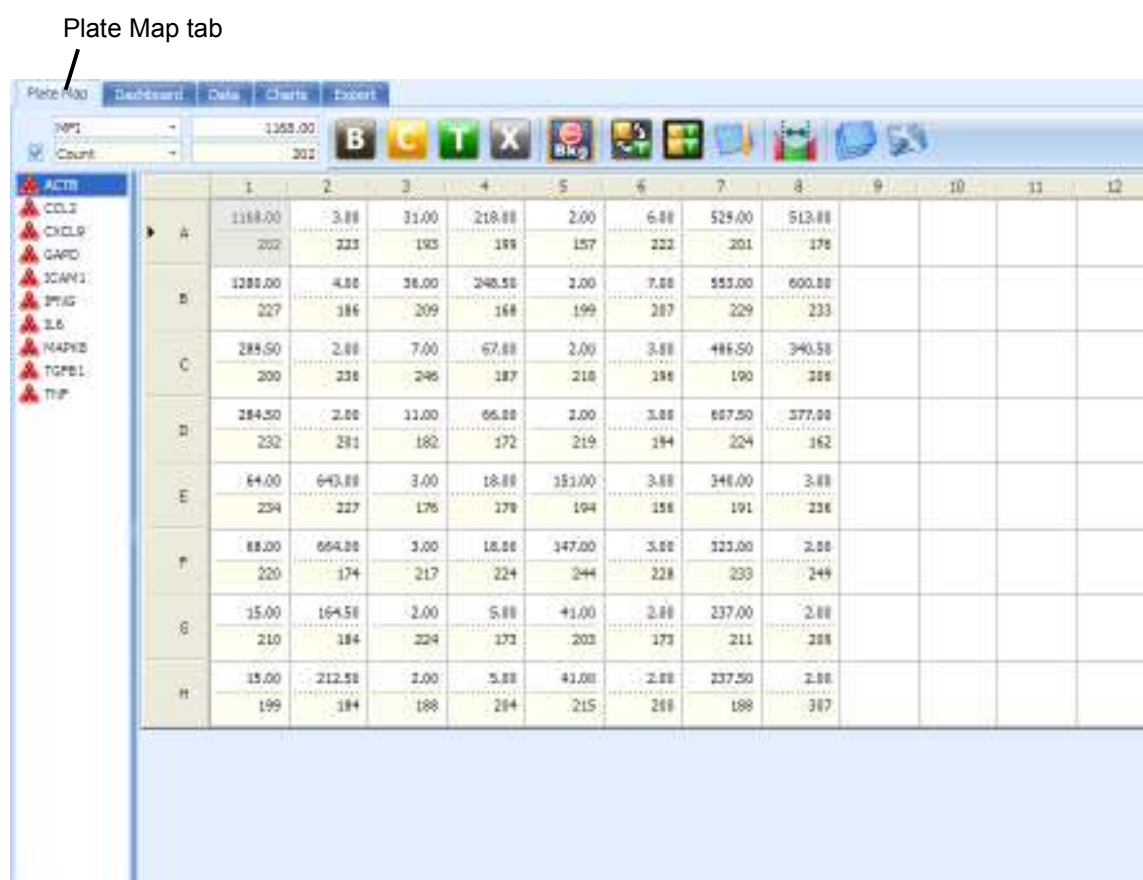 Plate Map tab
Plate Map Dashboard Data Charts Expert
MFI 1168.00
Count 202
B C T X Bkg
ACTB
CCL2
CXCL9
GAPD
ICAM1
IFNG
IL6
MAPK8
TGFB1
TNF
1 2 3 4 5 6 7 8 9 10 11 12
1168.00 3.00 31.00 218.00 2.00 6.00 529.00 513.00
A
202 223 193 199 157 222 201 176
1280.00 4.00 36.00 248.50 2.00 7.00 553.00 600.00
B
227 186 209 168 199 207 229 233
289.50 2.00 7.00 67.00 2.00 3.00 486.50 340.50
C
200 236 246 187 218 196 190
284.50 2.00 11.00 66.00 2.00 3.00 607.50 377.00
D
232 201 182 172 219 194 224 162
64.00 643.00 3.00 18.00 151.00 3.00 340.00 3.00
E
234 227 176 179 194 156 191 236
68.00 664.00 3.00 18.00 147.00 3.00 323.00 2.00
F
220 174 217 224 244 228 233 249
15.00 164.50 2.00 5.00 41.00 2.00 237.00 2.00
G
210 184 224 173 203 173 211
15.00 212.50 2.00 5.00 41.00 2.00 237.50 2.00
H
199 184 188 204 215 188 307